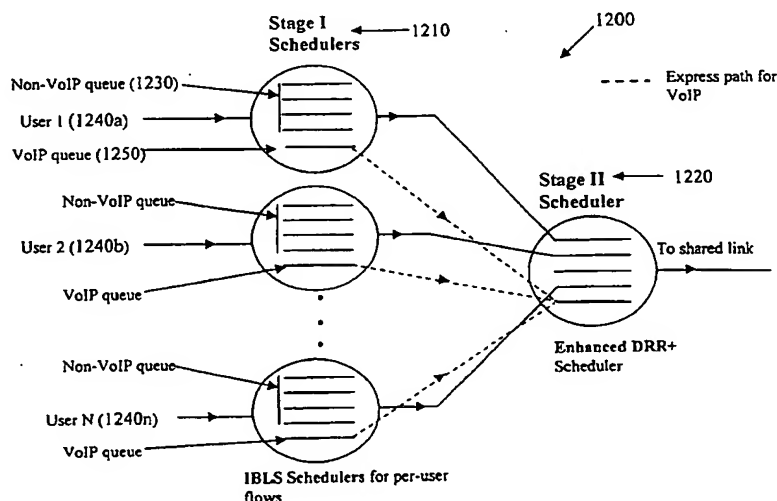 Stage I
Schedulers
1210
1200
Non-VoIP queue (1230)
Express path for
VoIP
User 1 (1240a)
VoIP queue (1250)
Stage II
Scheduler
1220
Non-VoIP queue
User 2 (1240b)
To shared link
VoIP queue
Enhanced DRR+
Scheduler
Non-VoIP queue
User N (1240n)
VoIP queue
IBLS Schedulers for per-user
flows